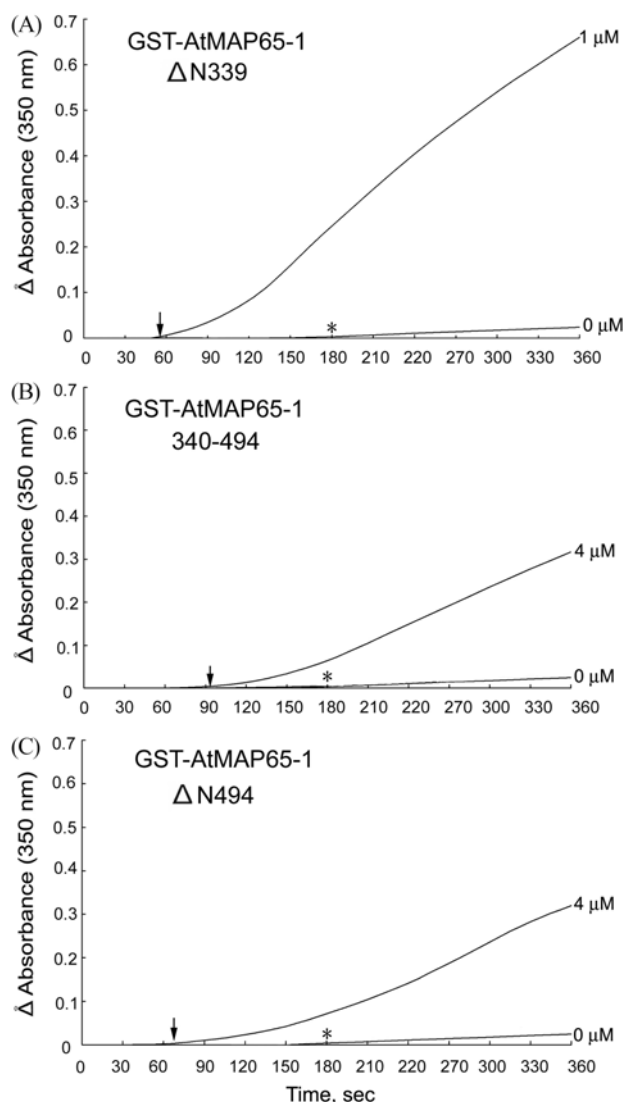 (A)
0.7
GST-AtMAP65-1
Δ N339
1 μM
0.6
0.5
0.4
0.3
0.2
0.1
0
*
0 μM
Δ Absorbance (350 nm)
0 30 60 90 120 150 180 210 240 270 300 330 360
(B)
0.7
GST-AtMAP65-1
340-494
0.6
0.5
0.4
0.3
4 μM
0.2
0.1
0
*
0 μM
Δ Absorbance (350 nm)
0 30 60 90 120 150 180 210 240 270 300 330 360
(C)
0.7
GST-AtMAP65-1
Δ N494
0.6
0.5
0.4
0.3
4 μM
0.2
0.1
0
*
0 μM
Δ Absorbance (350 nm)
0 30 60 90 120 150 180 210 240 270 300 330 360
Time, sec